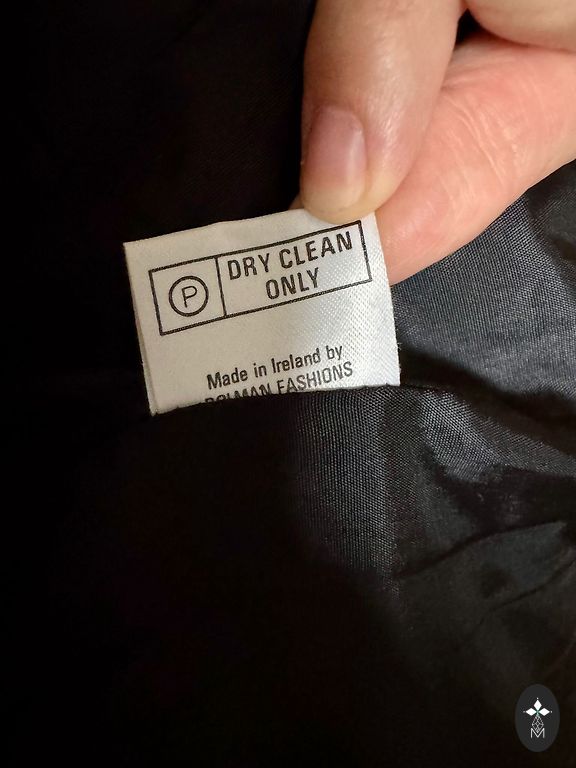 P
DRY CLEAN
ONLY
Made in Ireland by
FASHIONS
M